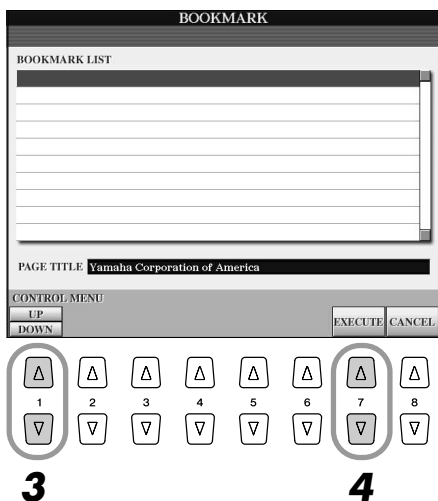 BOOKMARK
BOOKMARK LIST
PAGE TITLE Yamaha Corporation of America
CONTROL MENU
UP
DOWN
EXECUTE CANCEL
1 2 3 4 5 6 7 8
3 4